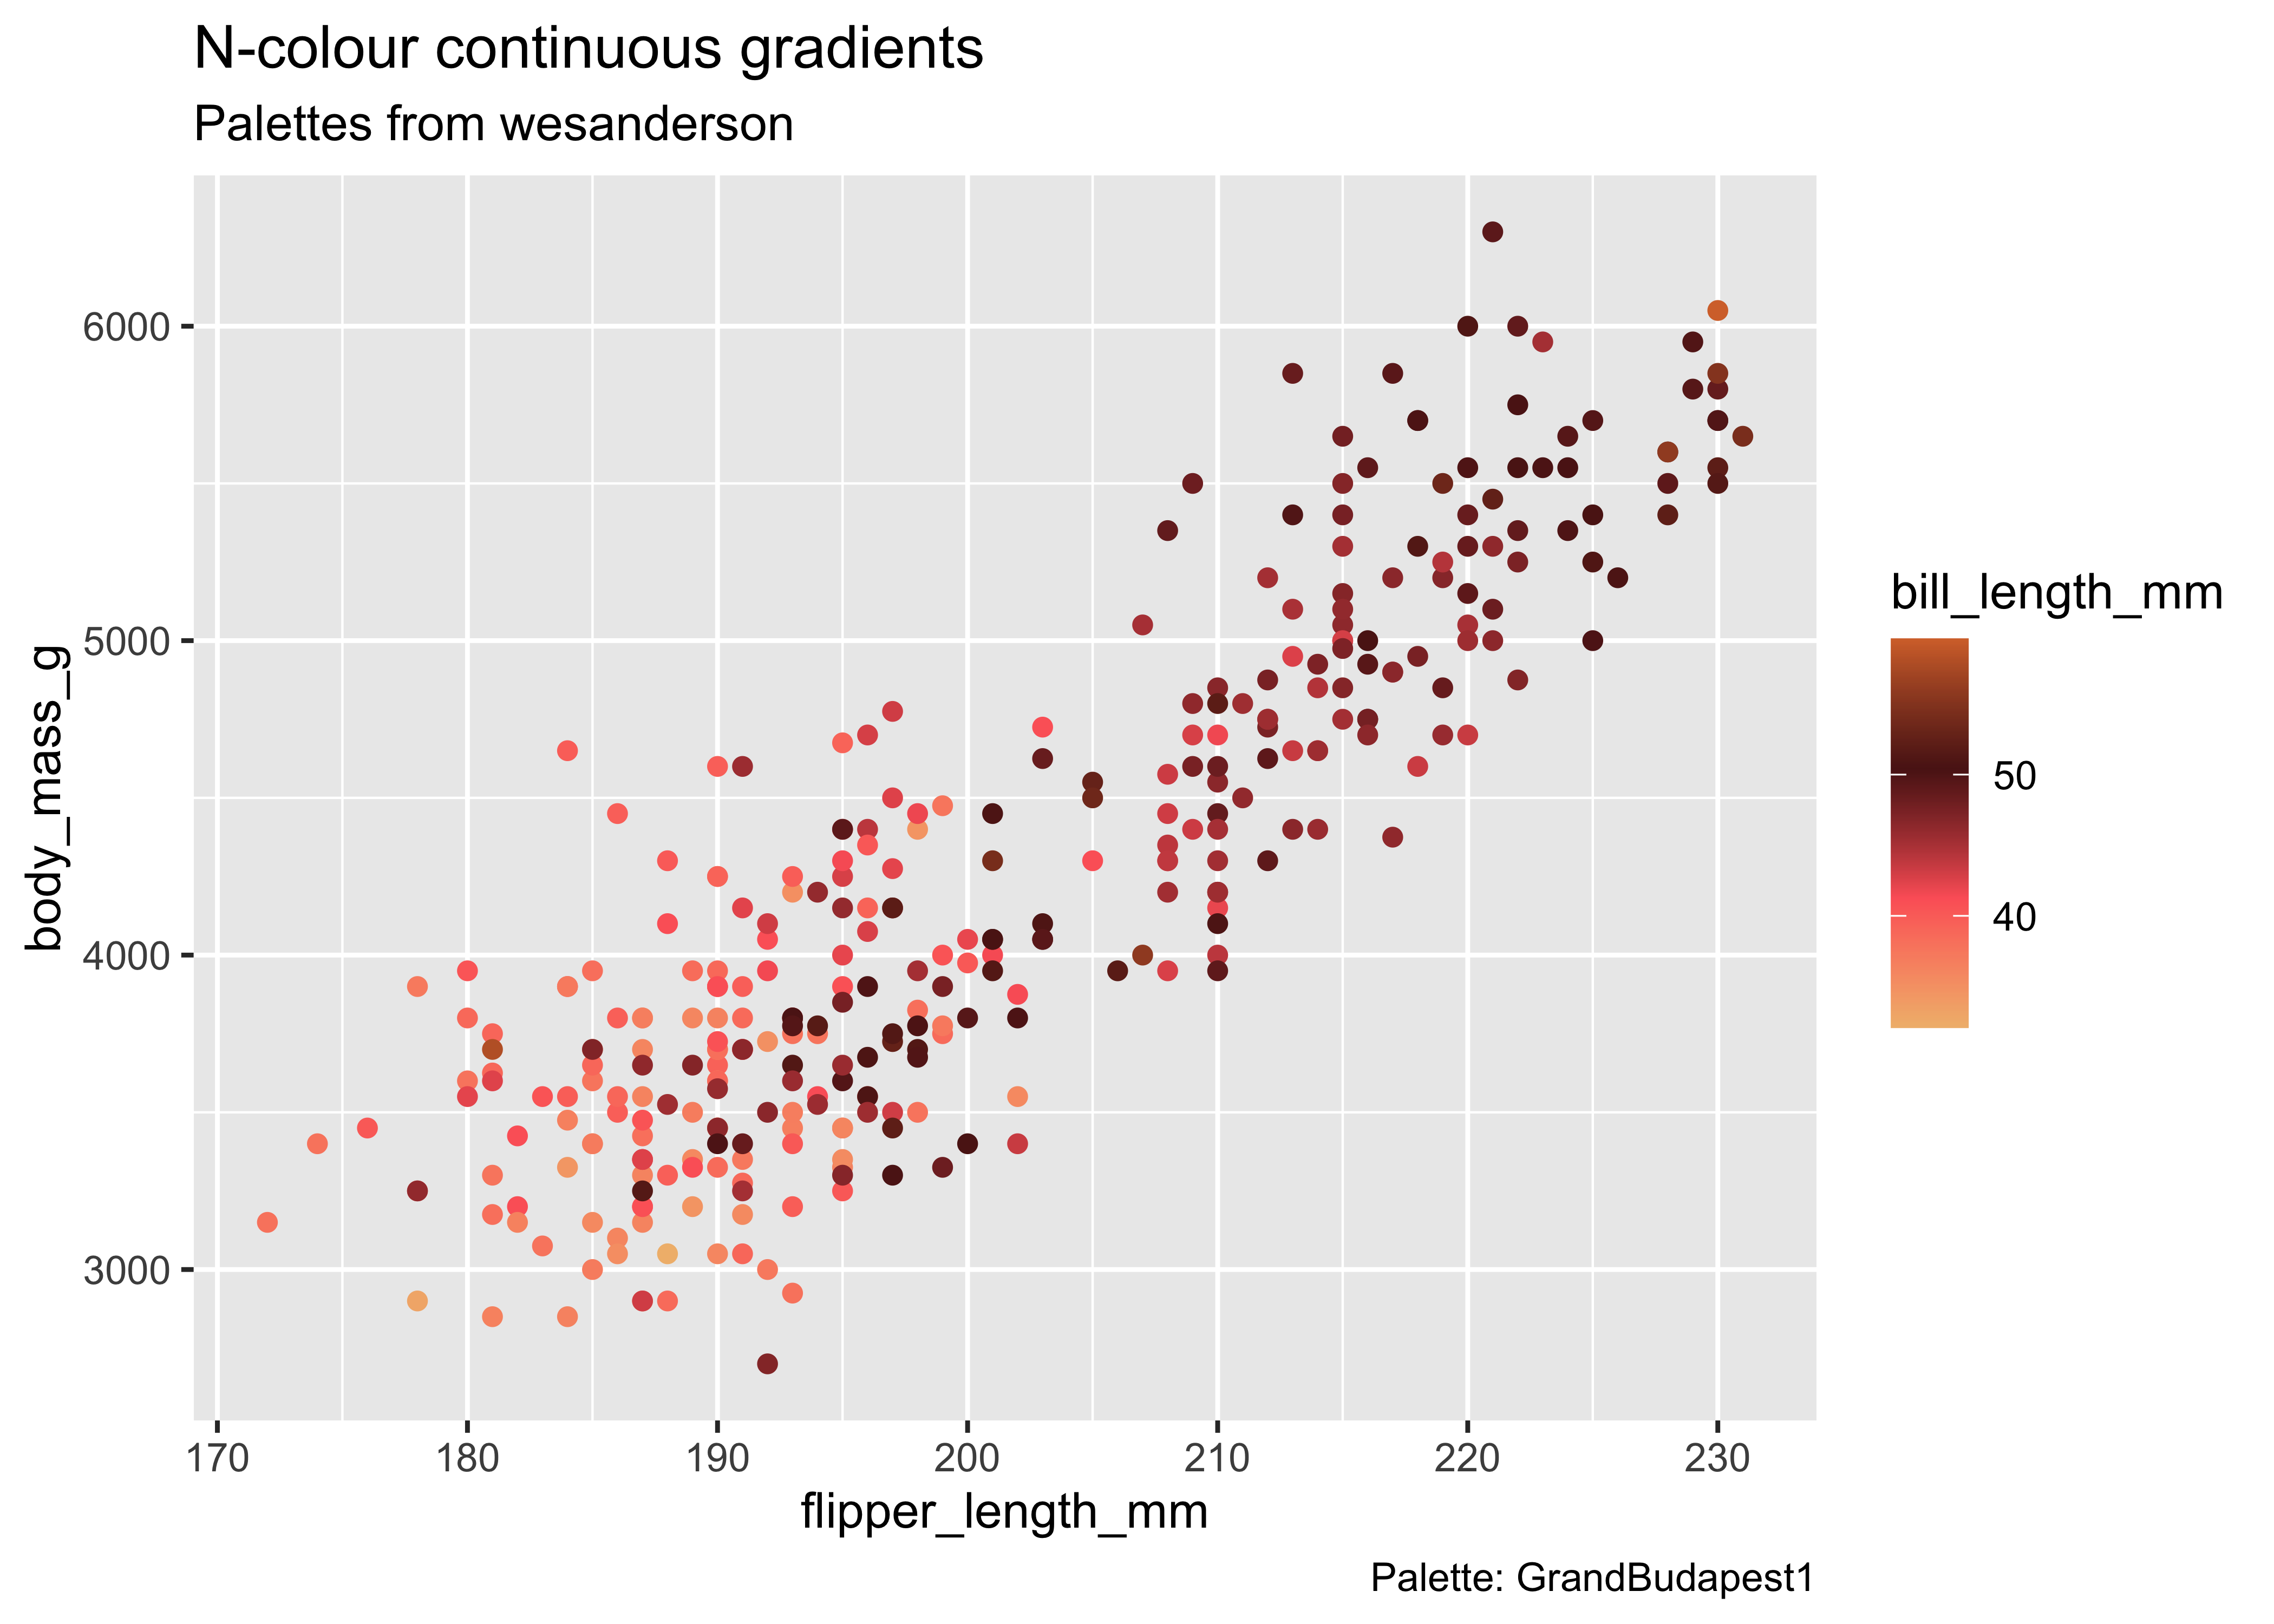 N-colour continuous gradients
Palettes from wesanderson
body_mass_g
6000
5000
4000
3000
170 180 190 200 210 220 230
flipper_length_mm
bill_length_mm
50
40
Palette: GrandBudapest1